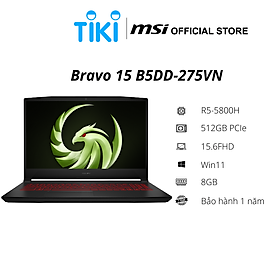 TIKI | msi OFFICIAL STORE
Bravo 15 B5DD-275VN
R5-5800H
512GB PCIe
15.6FHD
Win11
8GB
Bảo hành 1 năm